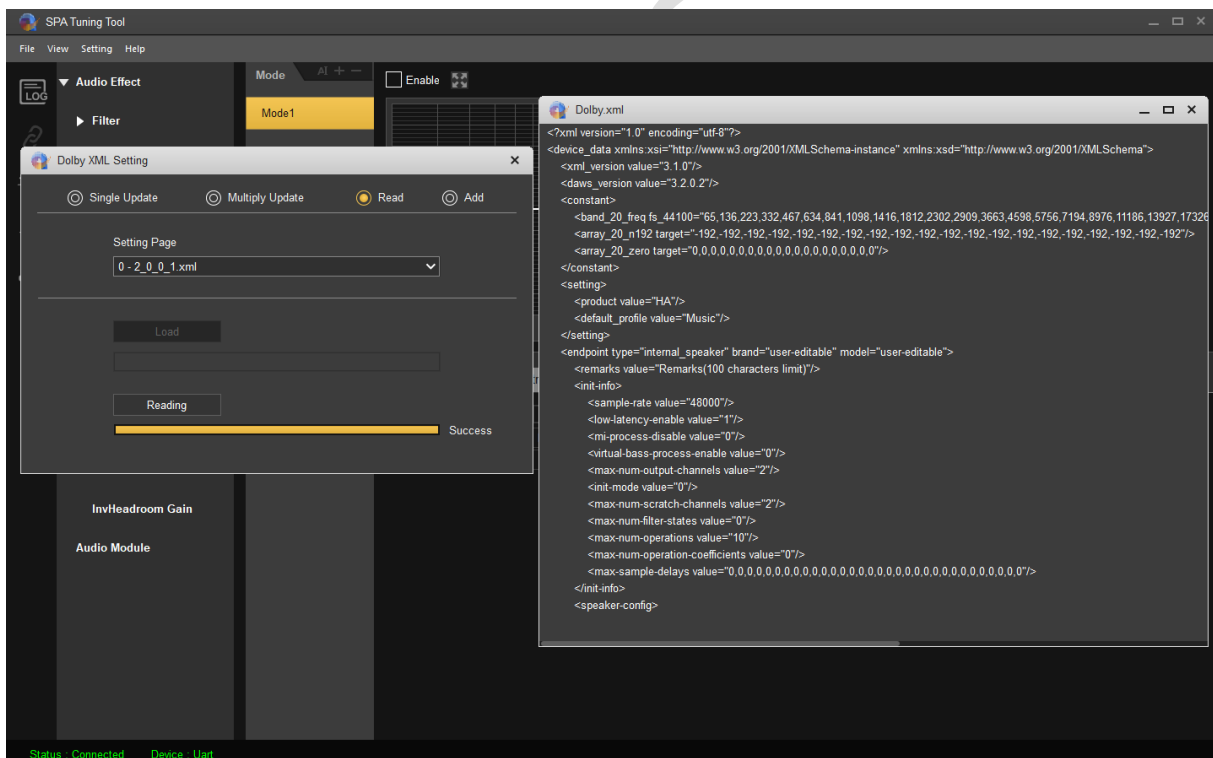 SPA Tuning Tool
File View Setting Help
LOG
Audio Effect
Filter
Mode
Mode1
Enable
Dolby XML Setting
Single Update
Multiply Update
Read
Add
Setting Page
0 - 2_0_0_1.xml
Load
Reading
Success
InvHeadroom Gain
Audio Module
Dolby.xml
<?xml version="1.0" encoding="utf-8"?>
<device_data xmlns:xsi="http://www.w3.org/2001/XMLSchema-instance" xmlns:xsd="http://www.w3.org/2001/XMLSchema">
<xml_version value="3.1.0"/>
<daws_version value="3.2.0.2"/>
<constant>
<band_20_freq fs_44100="65,136,223,332,467,634,841,1098,1416,1812,2302,2909,3663,4598,5756,7194,8976,11186,13927,17326
<array_20_n192 target="-192,-192,-192,-192,-192,-192,-192,-192,-192,-192,-192,-192,-192,-192,-192,-192,-192,-192,-192,-192"/>
<array_20_zero target="0,0,0,0,0,0,0,0,0,0,0,0,0,0,0,0,0,0,0,0"/>
</constant>
<setting>
<product value="HA"/>
<default_profile value="Music"/>
</setting>
<endpoint type="internal_speaker" brand="user-editable" model="user-editable">
<remarks value="Remarks(100 characters limit)"/>
<init-info>
<sample-rate value="48000"/>
<low-latency-enable value="1"/>
<mi-process-disable value="0"/>
<virtual-bass-process-enable value="0"/>
<max-num-output-channels value="2"/>
<init-mode value="0"/>
<max-num-scratch-channels value="2"/>
<max-num-filter-states value="0"/>
<max-num-operations value="10"/>
<max-num-operation-coefficients value="0"/>
<max-sample-delays value="0,0,0,0,0,0,0,0,0,0,0,0,0,0,0,0,0,0,0,0,0,0,0,0,0,0,0,0,0,0,0,0"/>
</init-info>
<speaker-config>
Status : Connected Device : Uart